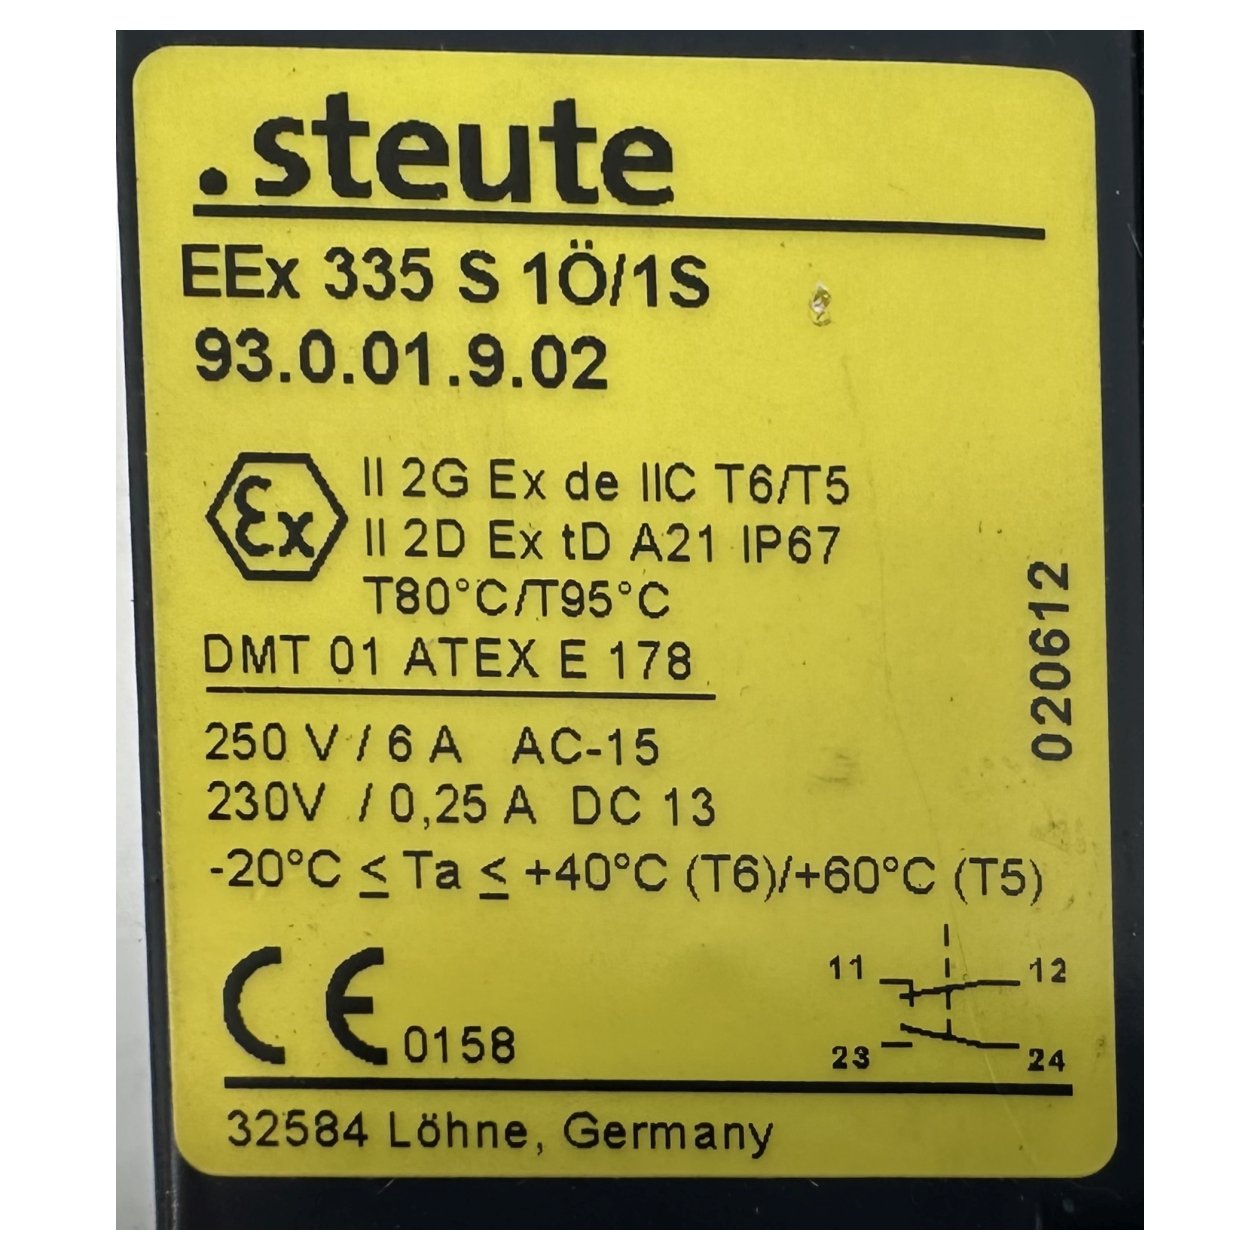 .steute
EEx 335 S 1Ö/1S
93.0.01.9.02
Ex
II 2G Ex de IIC T6/T5
II 2D Ex tD A21 IP67
T80°C/T95°C
DMT 01 ATEX E 178
020612
250 V / 6 A AC-15
230V / 0,25 A DC 13
-20°C ≤ Ta ≤ +40°C (T6)/+60°C (T5)
11 12
CE 0158
23 24
32584 Löhne, Germany